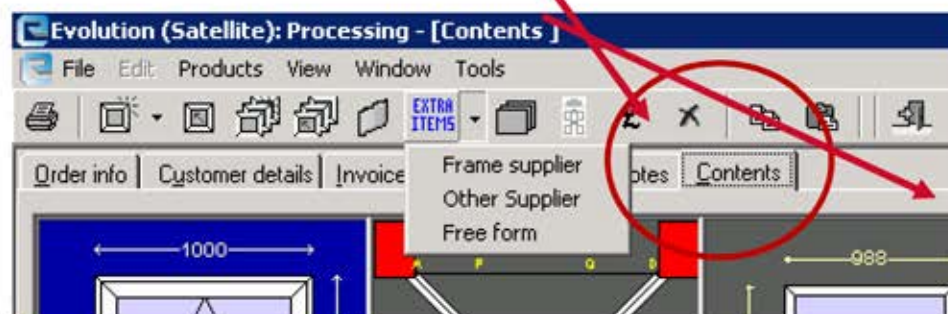 Evolution (Satellite): Processing - [Contents ]
File Edit Products View Window Tools
EXTRA
ITEMS
£
Order info Customer details Invoice otes Contents
Frame supplier
Other Supplier
Free form
1000
988
A F Q D